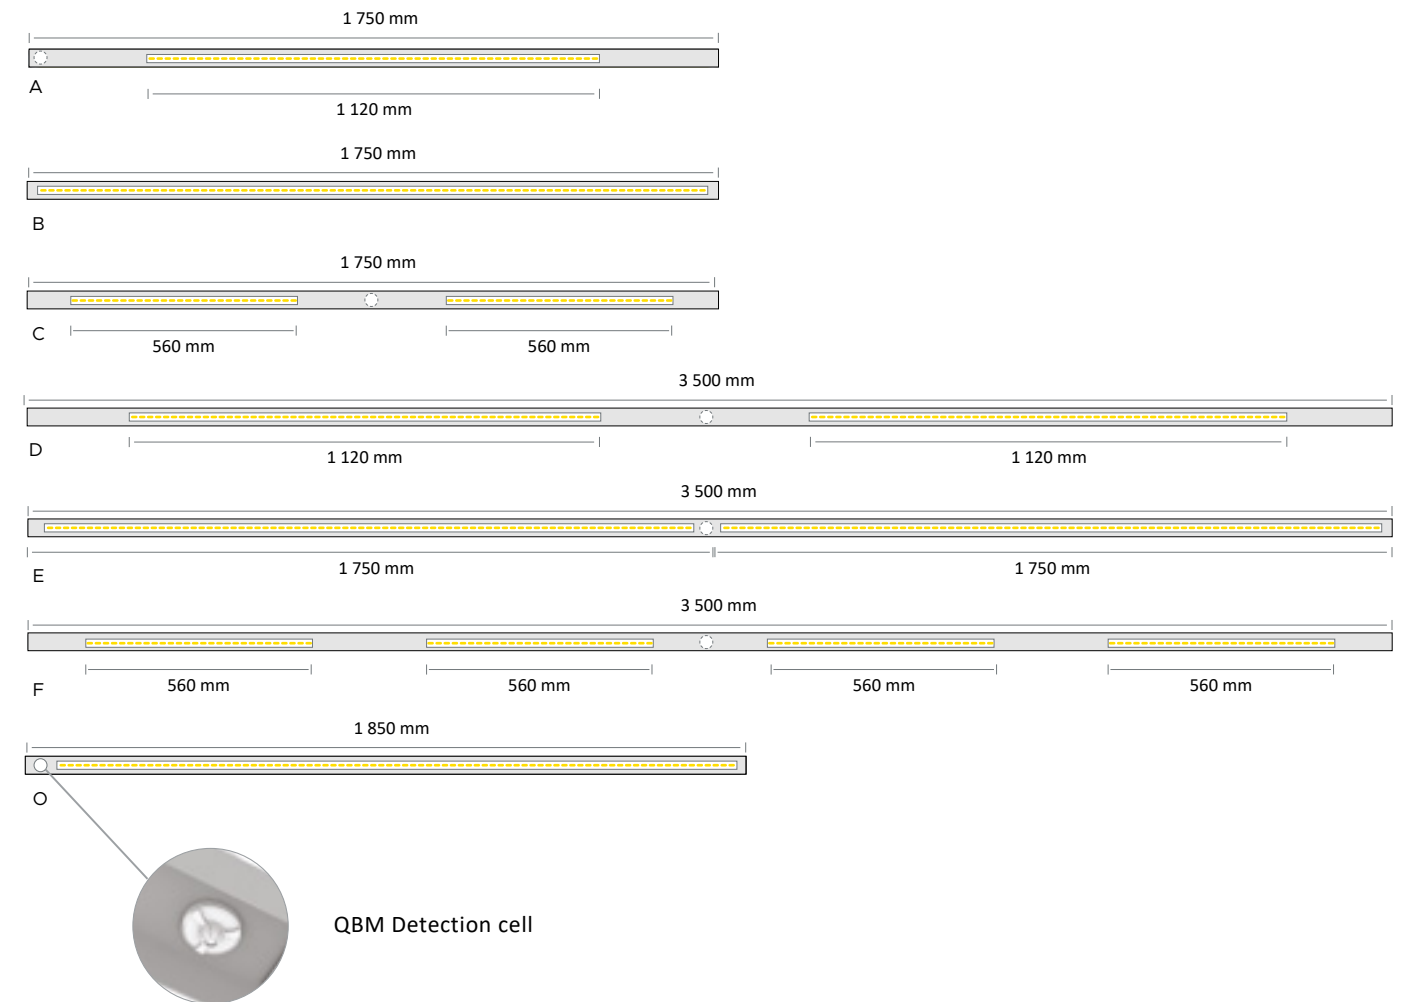 1 750 mm
A
1 120 mm
1 750 mm
B
1 750 mm
C
560 mm 560 mm
3 500 mm
D
1 120 mm 1 120 mm
3 500 mm
E
1 750 mm 1 750 mm
3 500 mm
F
560 mm 560 mm 560 mm 560 mm
1 850 mm
O
QBM Detection cell